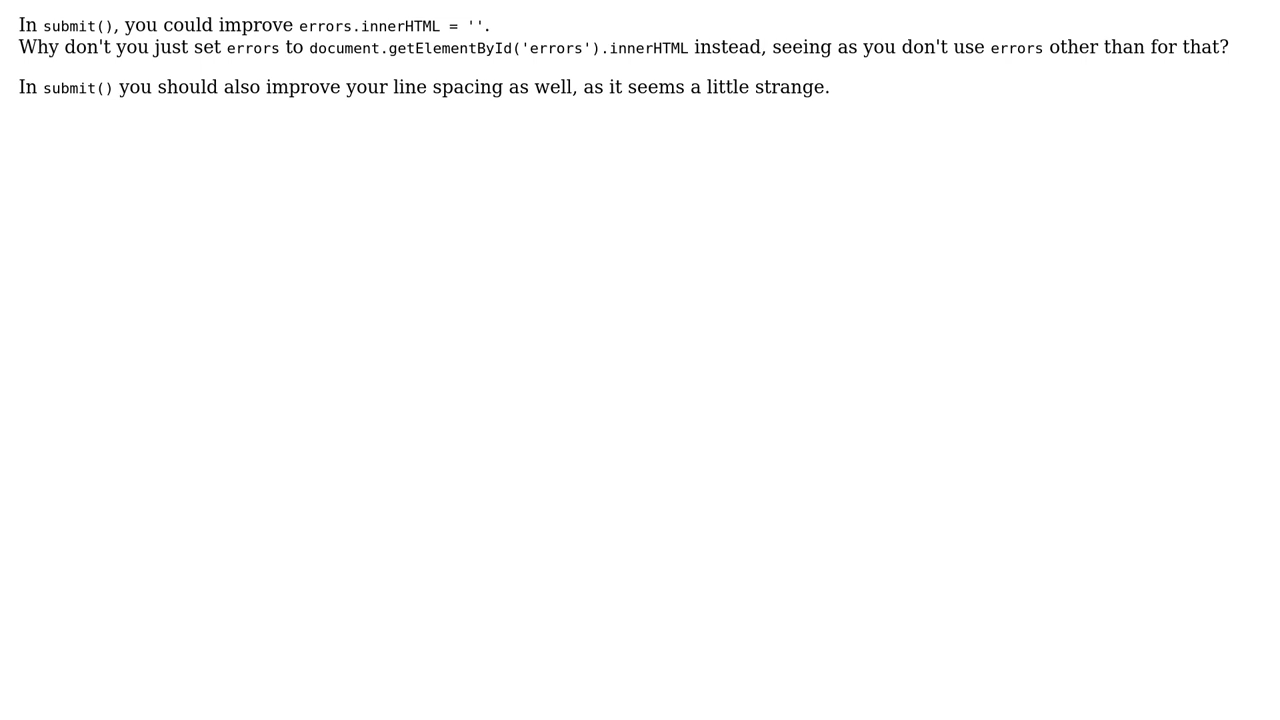 In submit(), you could improve errors.innerHTML = ''.
Why don't you just set errors to document.getElementById('errors').innerHTML instead, seeing as you don't use errors other than for that?
In submit() you should also improve your line spacing as well, as it seems a little strange.